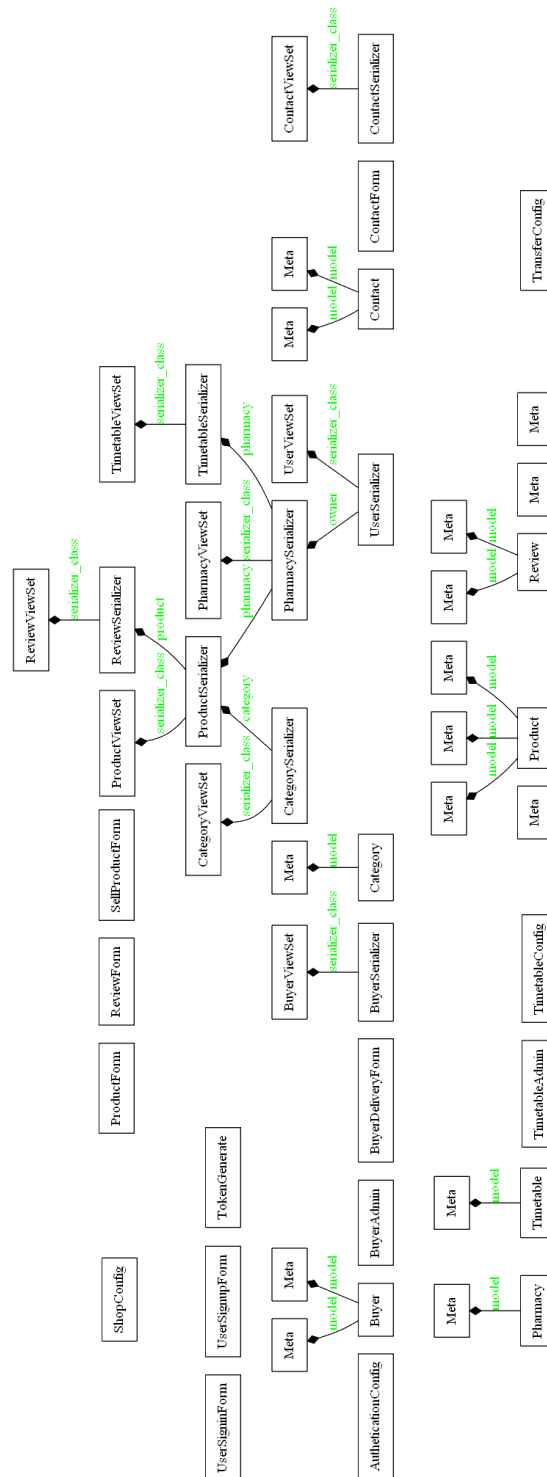 ReviewViewSet
serializer_class
ShopConfig
ProductForm
ReviewForm
SellProductForm
ProductViewSet
ReviewSerializer
TimetableViewSet
serializer_class
product
serializer_class
UserSigninForm
UserSignupForm
TokenGenerate
CategoryViewSet
ProductSerializer
PharmacyViewSet
TimetableSerializer
serializer_class
category
pharmacy
serializer_class
pharmacy
Meta
Meta
BuyerViewSet
Meta
CategorySerializer
PharmacySerializer
UserViewSet
Meta
Meta
ContactViewSet
model
model
serializer_class
model
owner
serializer_class
model
model
serializer_class
AutheticationConfig
Buyer
BuyerAdmin
BuyerDeliveryForm
BuyerSerializer
Category
UserSerializer
Contact
ContactForm
ContactSerializer
Meta
Meta
Meta
Meta
Meta
Meta
Meta
model
model
model
model
model
model
model
Pharmacy
Timetable
TimetableAdmin
TimetableConfig
Meta
Product
Review
Meta
Meta
TransferConfig